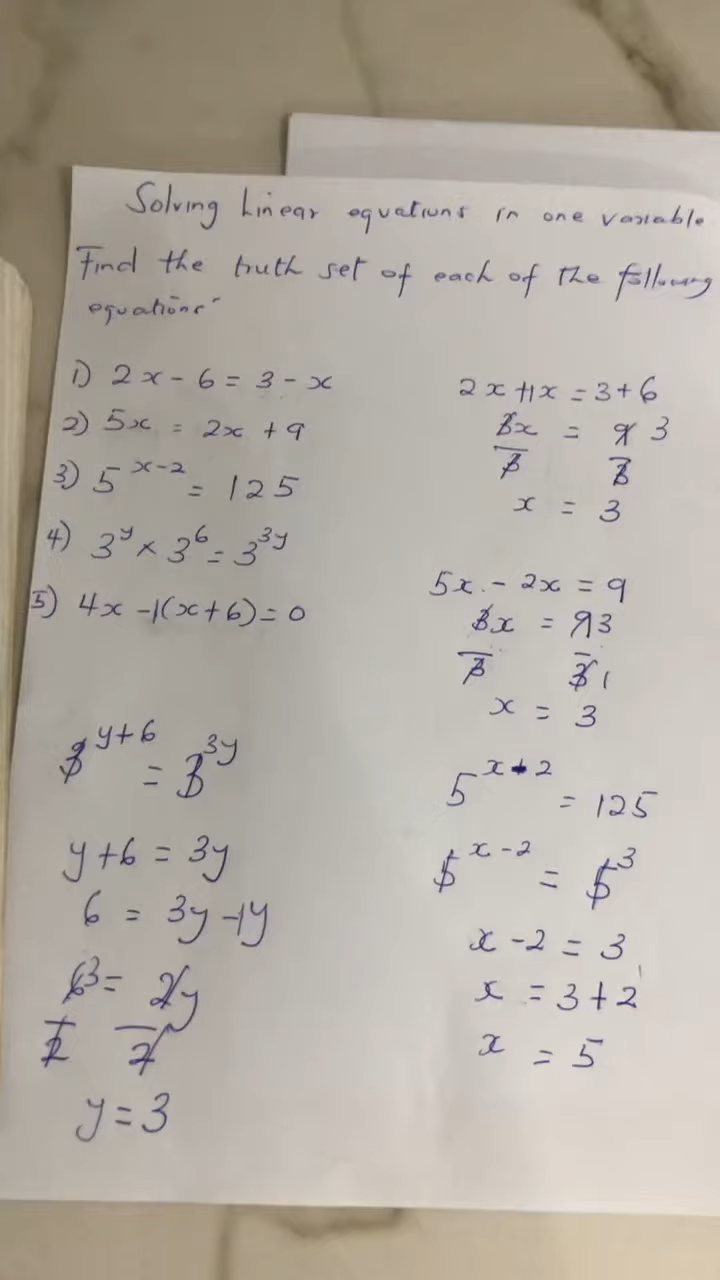 Solving Linear equations in one variable
Find the truth set of each of the following
equations
1) 2x - 6 = 3 - x
2) 5x = 2x + 9
3) 5^{x-2} = 125
4) 3^y × 3^6 = 3^{3y}
5) 4x - 1(x+6) = 0
3^{y+6} = 3^{3y}
y+6 = 3y
6 = 3y - 1y
6 3 = 2y
2 2
y = 3
2x + 1x = 3 + 6
3x = 9 3
3 3
x = 3
5x - 2x = 9
3x = 9 3
3 3 1
x = 3
5^{x-2} = 125
5^{x-2} = 5^3
x - 2 = 3
x = 3 + 2
x = 5